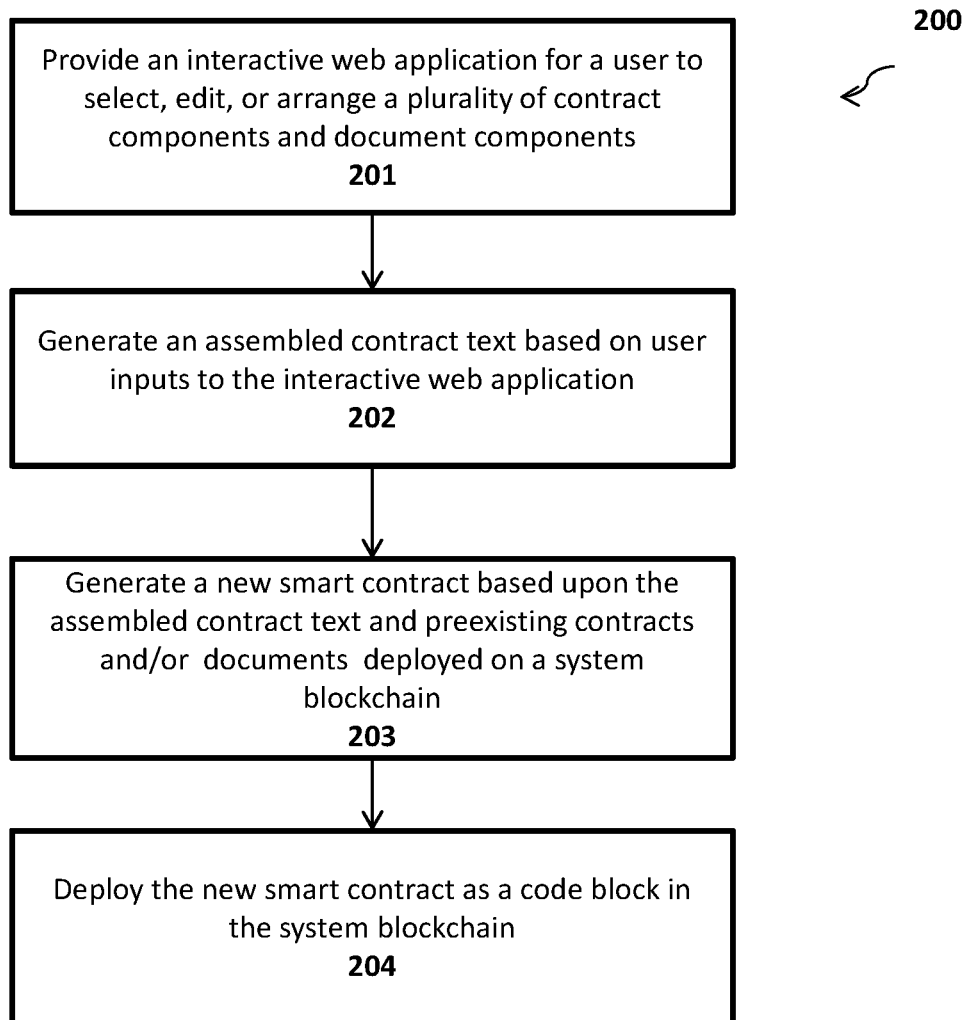 200
Provide an interactive web application for a user to
select, edit, or arrange a plurality of contract
components and document components
201
Generate an assembled contract text based on user
inputs to the interactive web application
202
Generate a new smart contract based upon the
assembled contract text and preexisting contracts
and/or documents deployed on a system
blockchain
203
Deploy the new smart contract as a code block in
the system blockchain
204